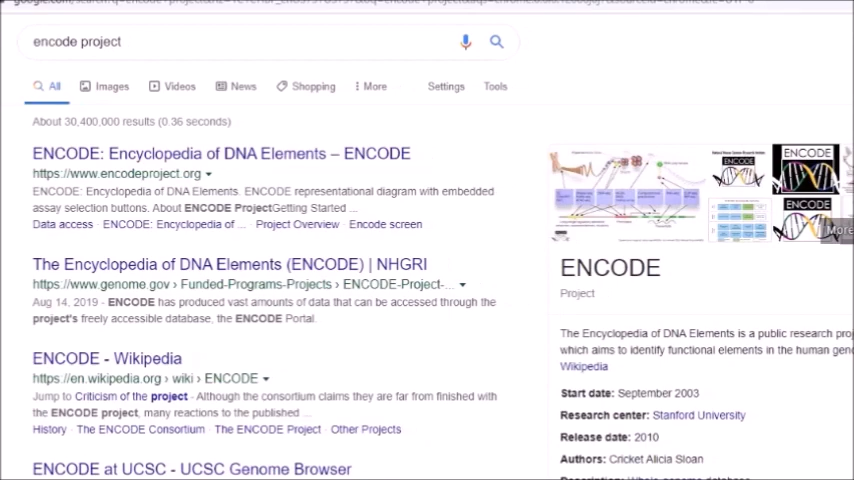 encode project
All Images Videos News Shopping More Settings Tools
About 30,400,000 results (0.36 seconds)
ENCODE: Encyclopedia of DNA Elements – ENCODE
https://www.encodeproject.org
ENCODE: Encyclopedia of DNA Elements. ENCODE representational diagram with embedded
assay selection buttons. About ENCODE ProjectGetting Started ...
Data access · ENCODE: Encyclopedia of ... · Project Overview · Encode screen
The Encyclopedia of DNA Elements (ENCODE) | NHGRI
https://www.genome.gov › Funded-Programs-Projects › ENCODE-Project-...
Aug 14, 2019 - ENCODE has produced vast amounts of data that can be accessed through the
project's freely accessible database, the ENCODE Portal.
ENCODE - Wikipedia
https://en.wikipedia.org › wiki › ENCODE
Jump to Criticism of the project - Although the consortium claims they are far from finished
with the ENCODE project, many reactions to the published ...
History · The ENCODE Consortium · The ENCODE Project · Other Projects
ENCODE at UCSC - UCSC Genome Browser
ENCODE
ENCODE
ENCODE
More
ENCODE
Project
The Encyclopedia of DNA Elements is a public research proj
which aims to identify functional elements in the human gen
Wikipedia
Start date: September 2003
Research center: Stanford University
Release date: 2010
Authors: Cricket Alicia Sloan